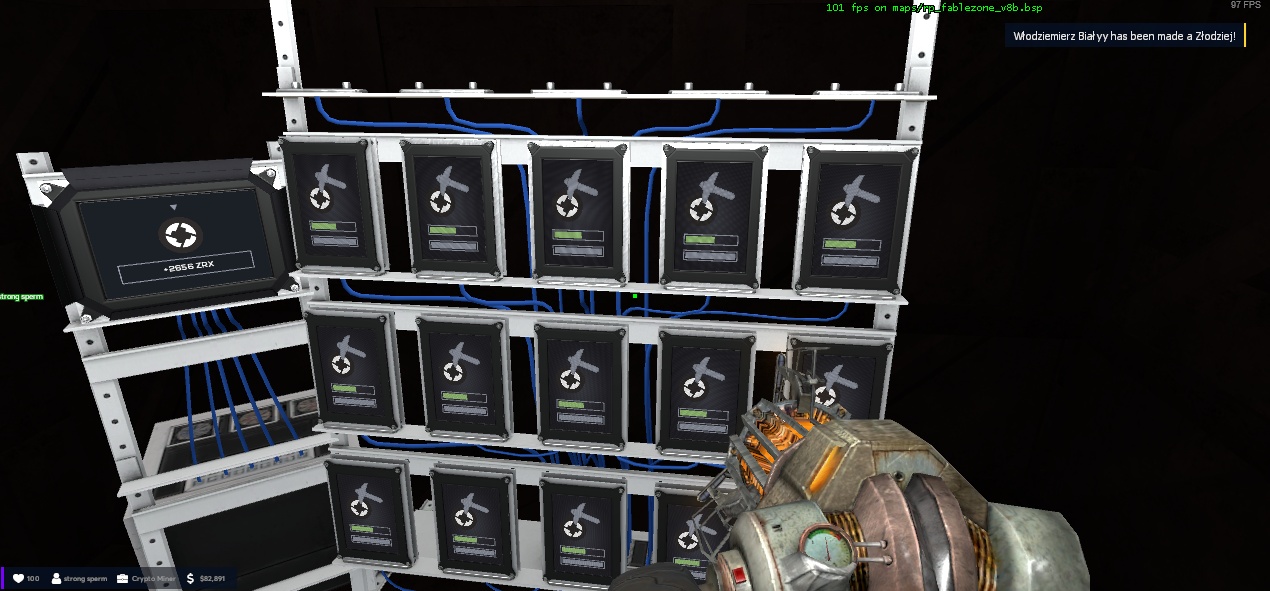 101 fps on maps/rp_fablezone_v8b.bsp
97 FPS
Włodziemierz Białyy has been made a Złodziej!
+2656 ZRX
strong sperm
100
strong sperm
Crypto Miner
$82,891